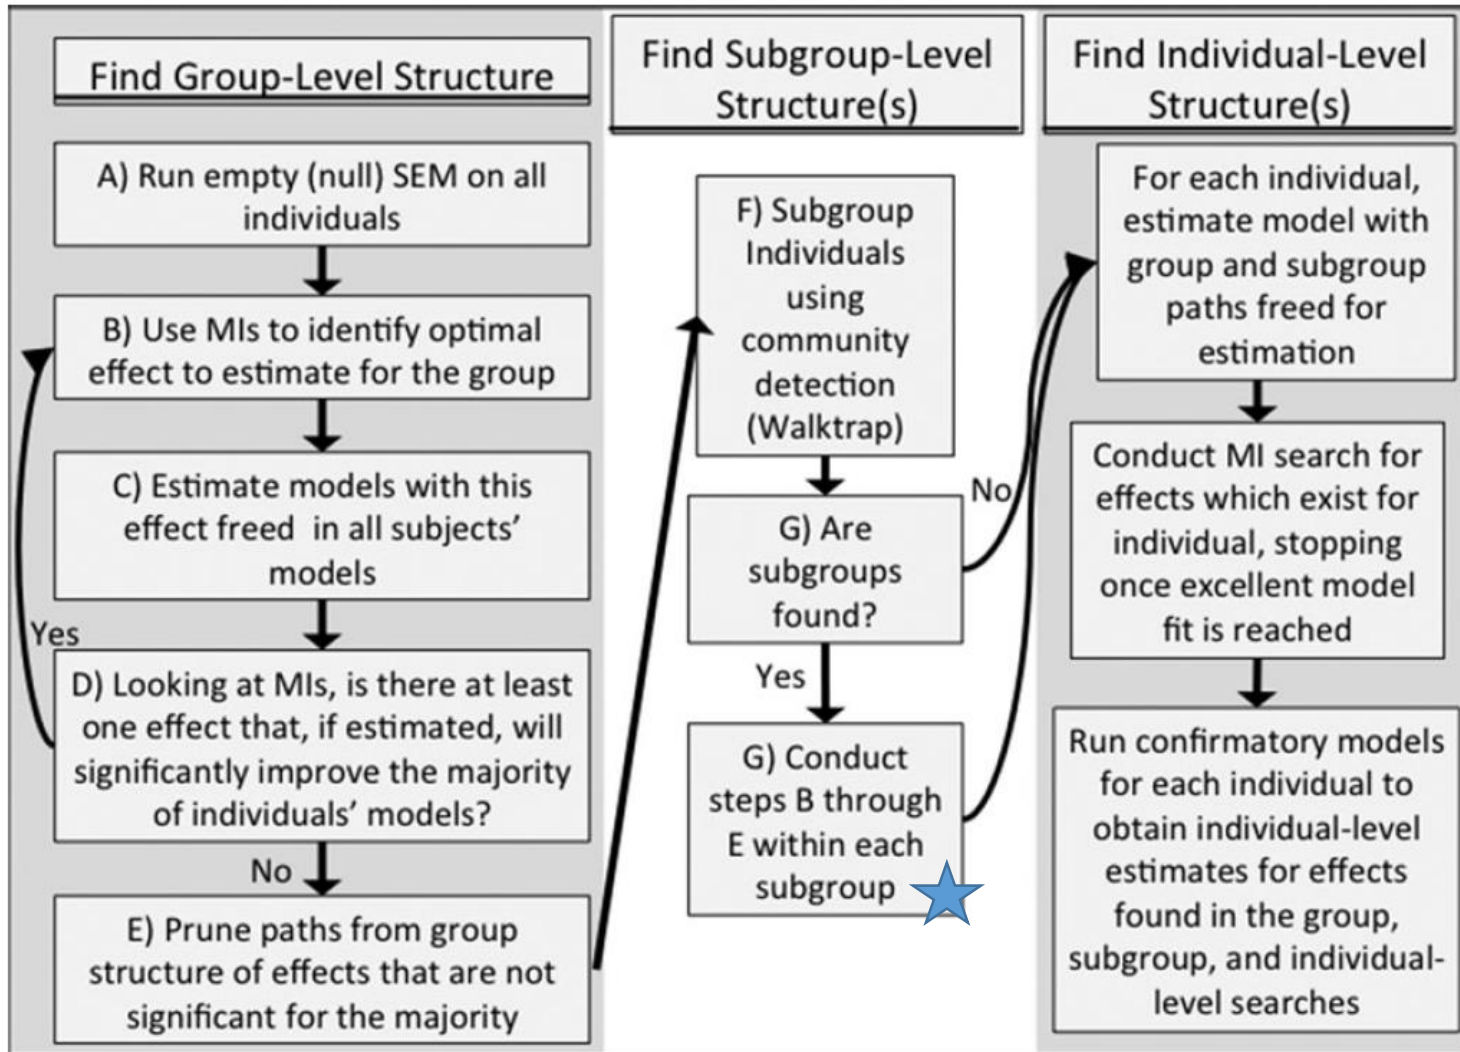 Find Group-Level Structure
A) Run empty (null) SEM on all
individuals
B) Use MIs to identify optimal
effect to estimate for the group
C) Estimate models with this
effect freed in all subjects’
models
Yes
D) Looking at MIs, is there at least
one effect that, if estimated, will
significantly improve the majority
of individuals’ models?
No
E) Prune paths from group
structure of effects that are not
significant for the majority
Find Subgroup-Level
Structure(s)
F) Subgroup
Individuals
using
community
detection
(Walktrap)
No
G) Are
subgroups
found?
Yes
G) Conduct
steps B through
E within each
subgroup
Find Individual-Level
Structure(s)
For each individual,
estimate model with
group and subgroup
paths freed for
estimation
Conduct MI search for
effects which exist for
individual, stopping
once excellent model
fit is reached
Run confirmatory models
for each individual to
obtain individual-level
estimates for effects
found in the group,
subgroup, and individual-
level searches